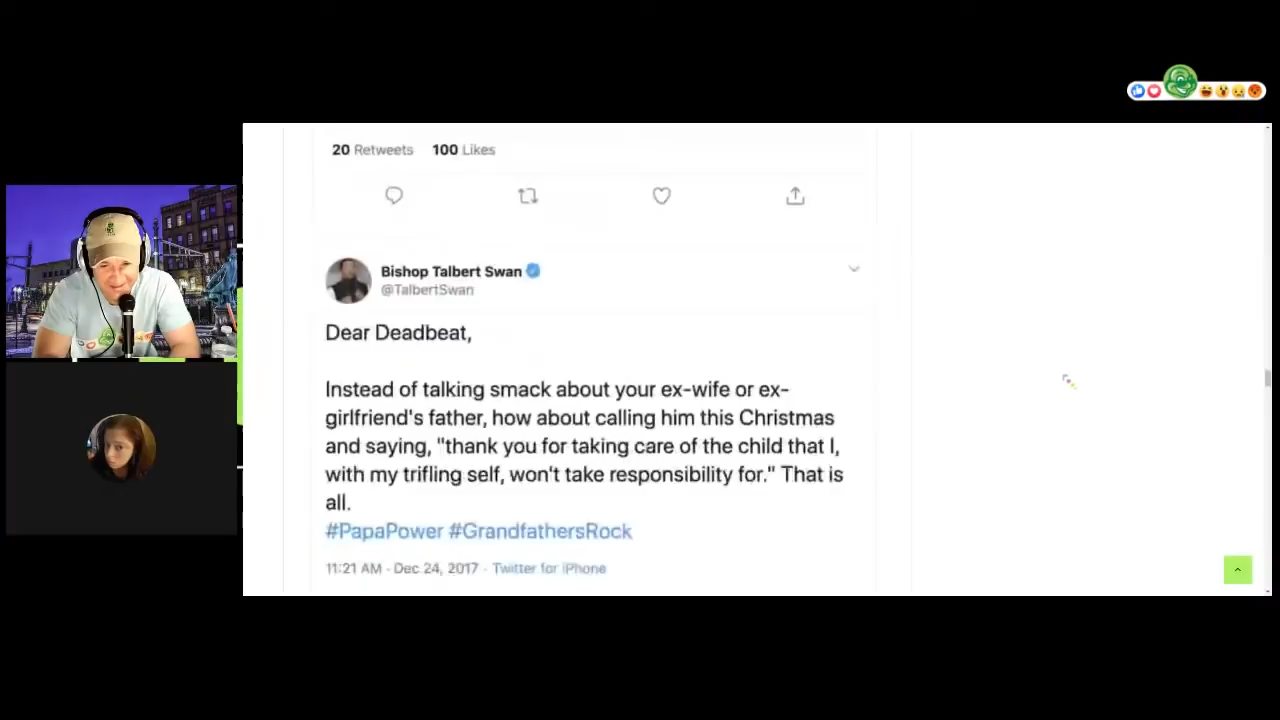 20 Retweets 100 Likes
Bishop Talbert Swan
@TalbertSwan
Dear Deadbeat,
Instead of talking smack about your ex-wife or ex-
girlfriend's father, how about calling him this Christmas
and saying, "thank you for taking care of the child that I,
with my trifling self, won't take responsibility for." That is
all.
#PapaPower #GrandfathersRock
11:21 AM · Dec 24, 2017 · Twitter for iPhone